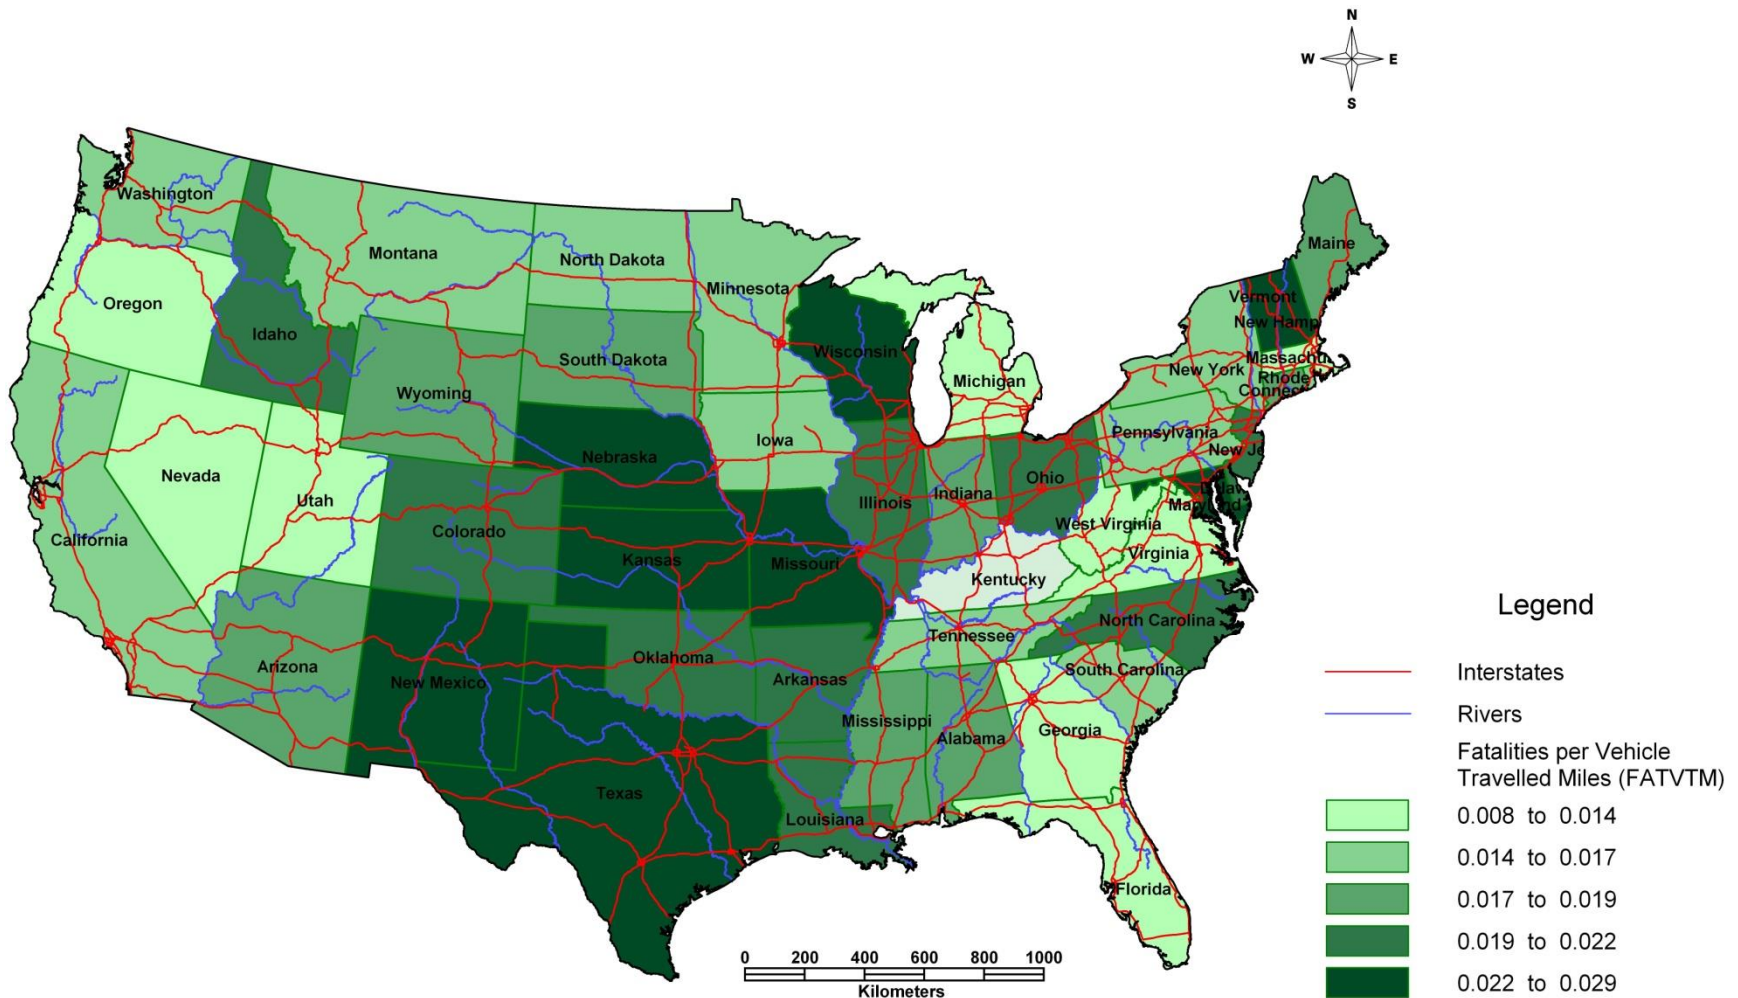 N
W E
S
Washington
Montana
North Dakota
Minnesota
Maine
Oregon
Idaho
Vermont
New Hamp
Wisconsin
South Dakota
Massachu
New York
Rhode
Connect
Michigan
Wyoming
Iowa
Pennsylvania
New Je
Nebraska
Nevada
Utah
Ohio
Indiana
Illinois
West Virginia
Virginia
California
Colorado
Kansas
Missouri
Kentucky
Tennessee
North Carolina
South Carolina
Arizona
New Mexico
Oklahoma
Arkansas
Mississippi
Alabama
Georgia
Texas
Louisiana
Florida
0 200 400 600 800 1000
Kilometers
Legend
Interstates
Rivers
Fatalities per Vehicle
Travelled Miles (FATVTM)
0.008 to 0.014
0.014 to 0.017
0.017 to 0.019
0.019 to 0.022
0.022 to 0.029